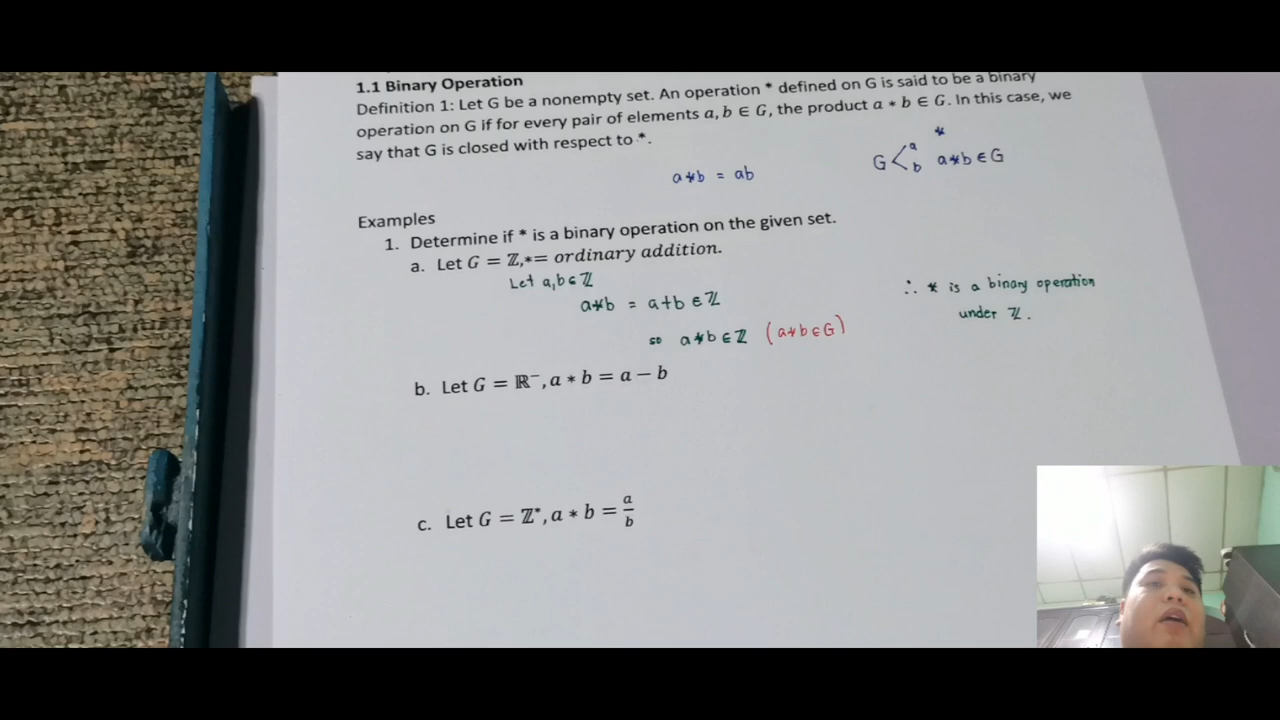 1.1 Binary Operation
Definition 1: Let G be a nonempty set. An operation * defined on G is said to be a binary
operation on G if for every pair of elements a, b ∈ G, the product a * b ∈ G. In this case, we
say that G is closed with respect to *.
*
a*b = ab
G < a b a*b ∈ G
Examples
1. Determine if * is a binary operation on the given set.
a. Let G = ℤ,*= ordinary addition.
Let a,b ∈ ℤ
a*b = a+b ∈ ℤ
so a*b ∈ ℤ (a*b ∈ G)
∴ * is a binary operation
under ℤ.
b. Let G = ℝ⁻, a * b = a − b
c. Let G = ℤ*, a * b = a/b